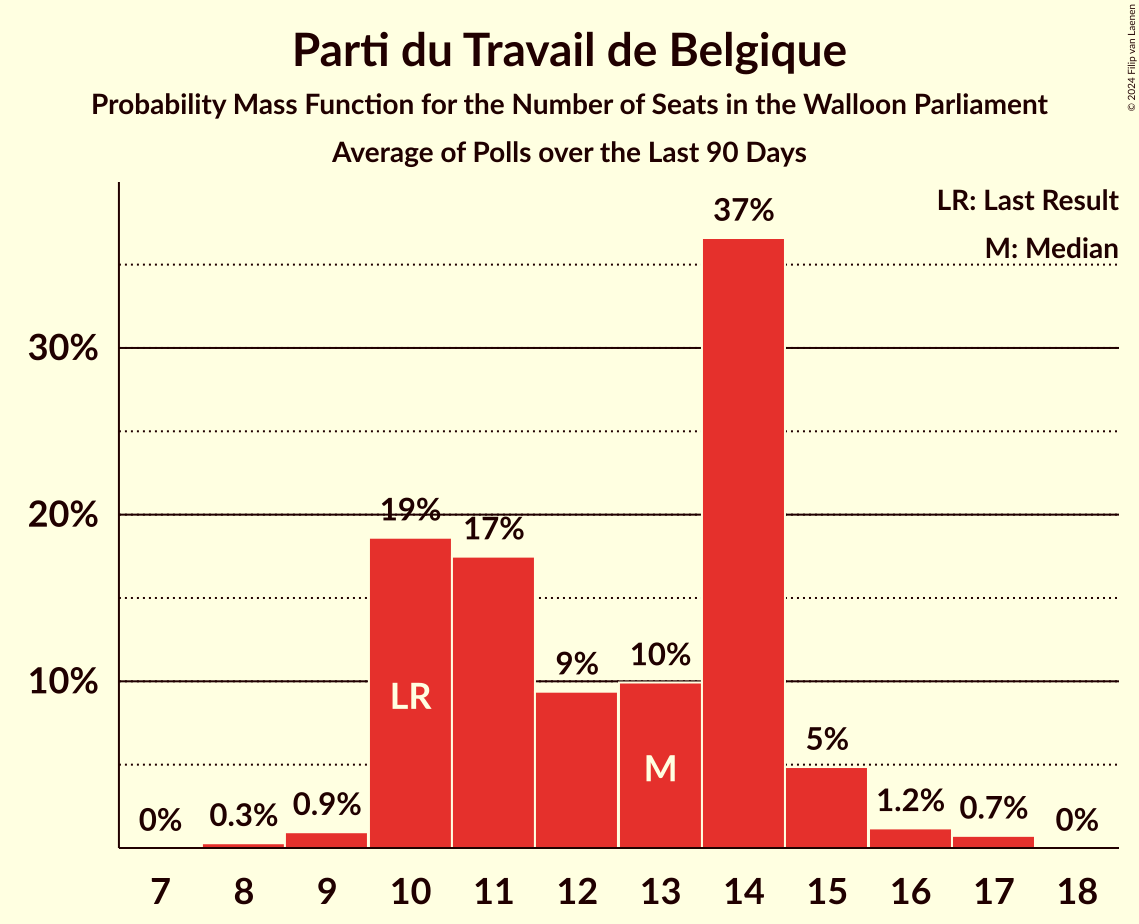 Parti du Travail de Belgique
Probability Mass Function for the Number of Seats in the Walloon Parliament
Average of Polls over the Last 90 Days
© 2024 Filip van Laenen
LR: Last Result
M: Median
37%
30%
20%
19%
17%
10%
9%
10%
LR
M
5%
0%
0.3%
0.9%
1.2%
0.7%
0%
7 8 9 10 11 12 13 14 15 16 17 18